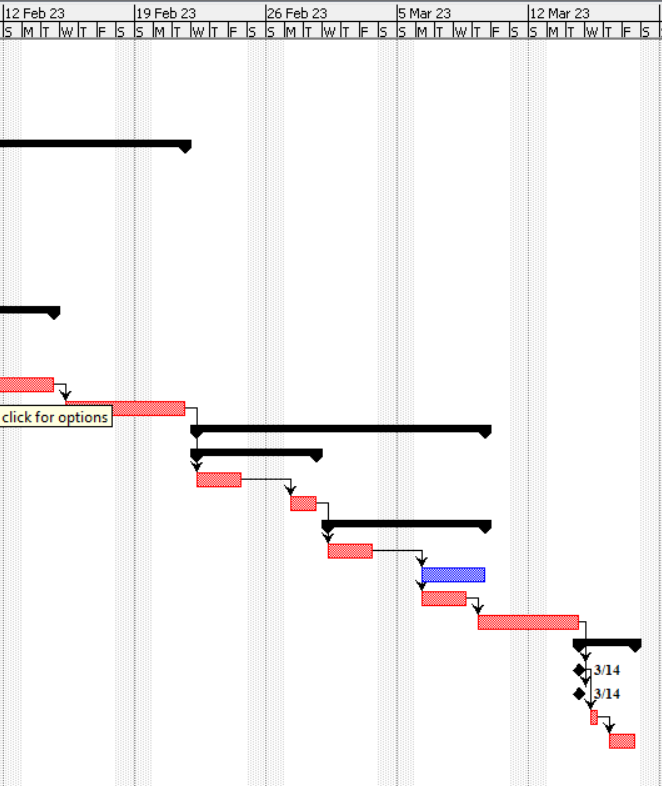 12 Feb 23 19 Feb 23 26 Feb 23 5 Mar 23 12 Mar 23
S M T W T F S S M T W T F S S M T W T F S S M T W T F S S M T W T F S
click for options
3/14
3/14